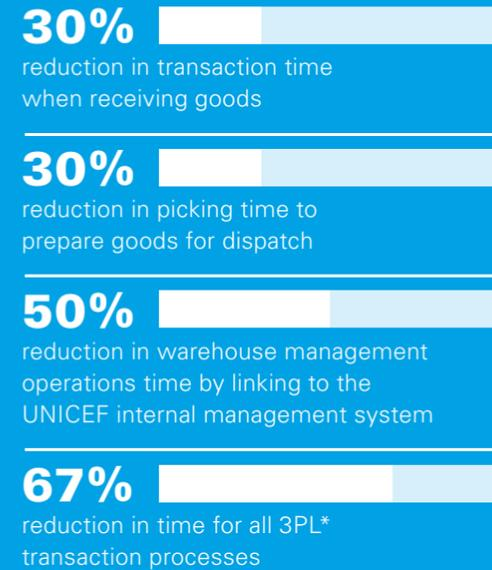 30%
reduction in transaction time
when receiving goods
30%
reduction in picking time to
prepare goods for dispatch
50%
reduction in warehouse management
operations time by linking to the
UNICEF internal management system
67%
reduction in time for all 3PL*
transaction processes